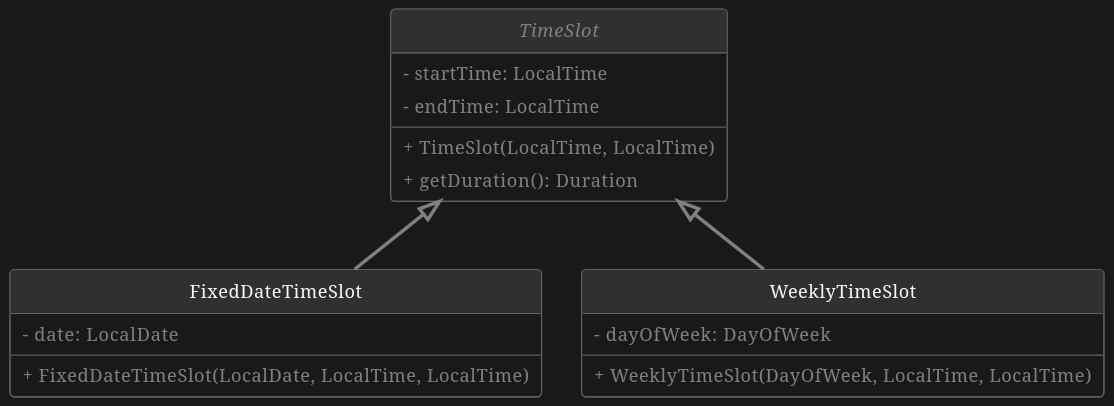 TimeSlot
- startTime: LocalTime
- endTime: LocalTime
+ TimeSlot(LocalTime, LocalTime)
+ getDuration(): Duration
FixedDateTimeSlot
- date: LocalDate
+ FixedDateTimeSlot(LocalDate, LocalTime, LocalTime)
WeeklyTimeSlot
- dayOfWeek: DayOfWeek
+ WeeklyTimeSlot(DayOfWeek, LocalTime, LocalTime)